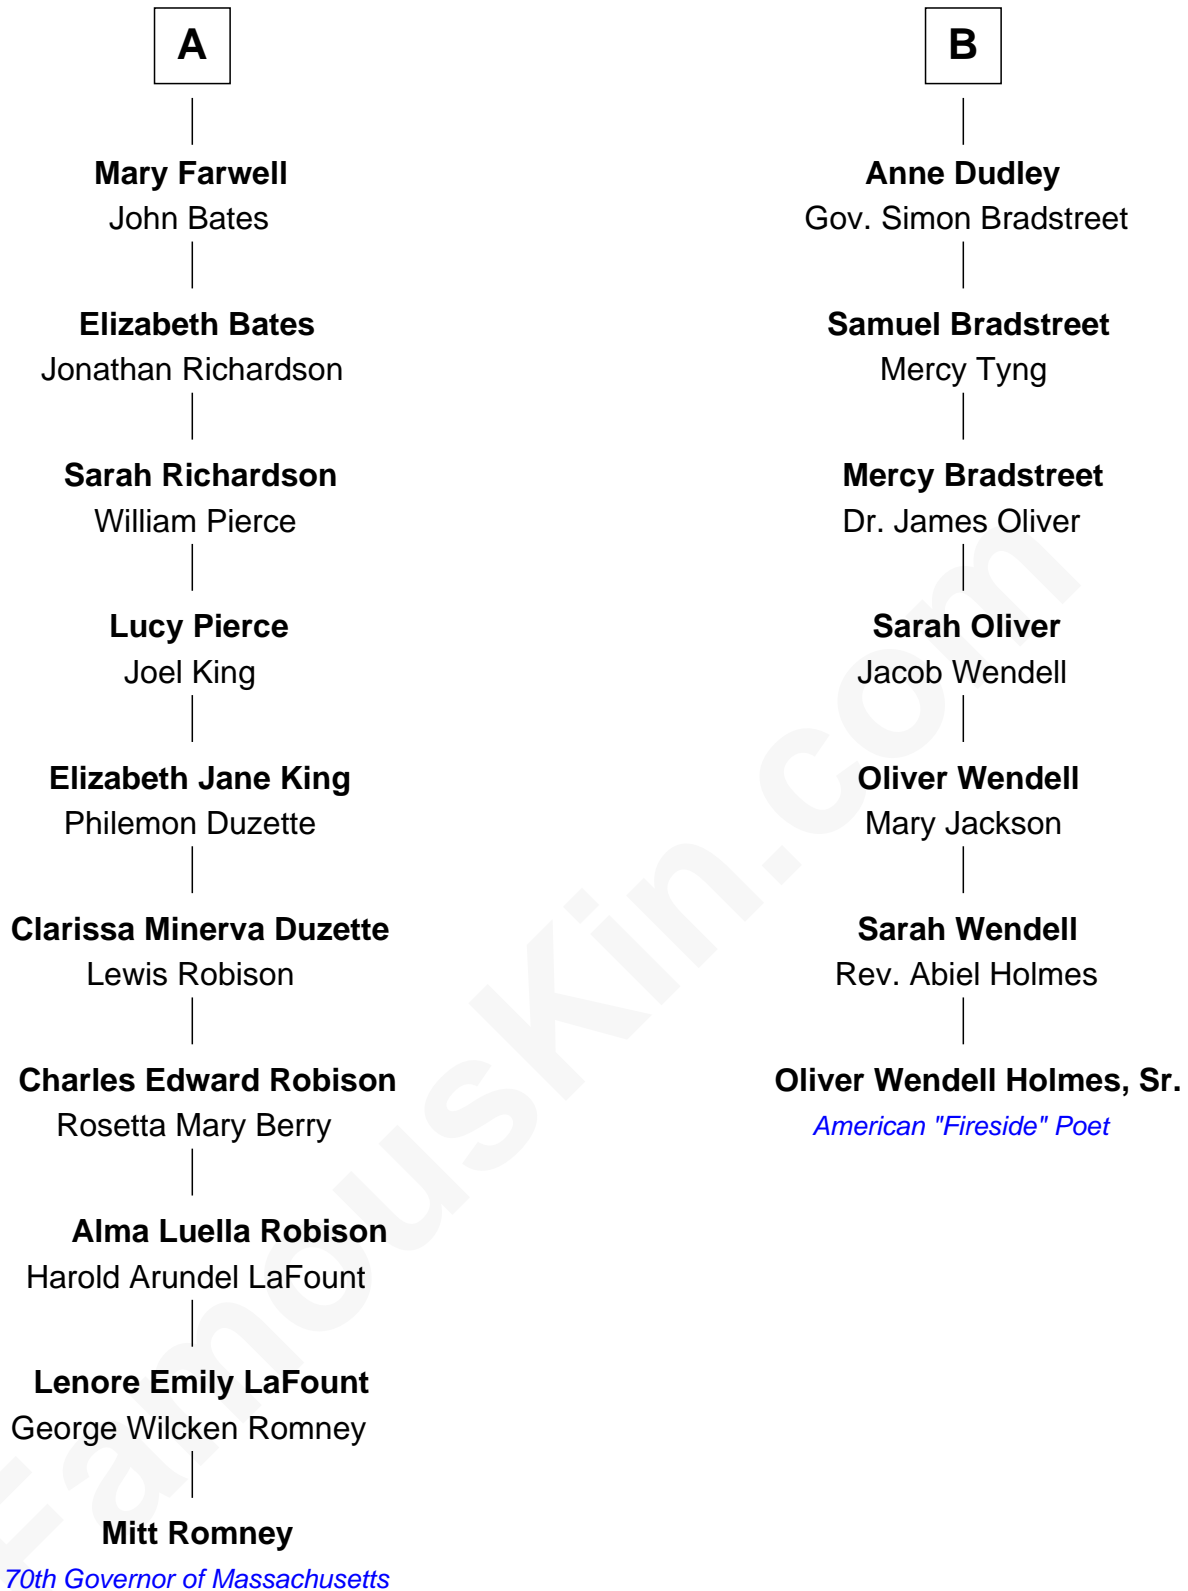 A
Mary Farwell
John Bates
Elizabeth Bates
Jonathan Richardson
Sarah Richardson
William Pierce
Lucy Pierce
Joel King
Elizabeth Jane King
Philemon Duzette
Clarissa Minerva Duzette
Lewis Robison
Charles Edward Robison
Rosetta Mary Berry
Alma Luella Robison
Harold Arundel LaFount
Lenore Emily LaFount
George Wilcken Romney
Mitt Romney
70th Governor of Massachusetts
B
Anne Dudley
Gov. Simon Bradstreet
Samuel Bradstreet
Mercy Tyng
Mercy Bradstreet
Dr. James Oliver
Sarah Oliver
Jacob Wendell
Oliver Wendell
Mary Jackson
Sarah Wendell
Rev. Abiel Holmes
Oliver Wendell Holmes, Sr.
American "Fireside" Poet
FamousKin.com